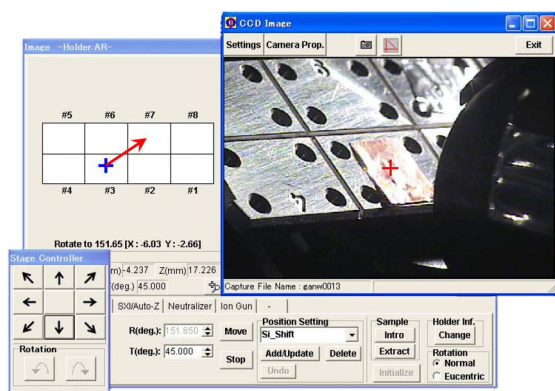 CCD Image
Settings Camera Prop. Exit
Image -Holder:AR-
#5 #6 #7 #8
#4 #3 #2 #1
Rotate to 151.65 [X : -6.03 Y : -2.66]
Stage Controller
m) -4.237 Z(mm) 17.226
(deg.) 45.000
Capture File Name : ganw0013
SXI/Auto-Z Neutralizer Ion Gun -
R(deg.): 151.650 Move
T(deg.): 45.000 Stop
Position Setting
Si_Shift
Add/Update Delete
Undo
Sample
Intro
Extract
Initialize
Holder Inf.
Change
Rotation
Normal
Eucentric
Rotation